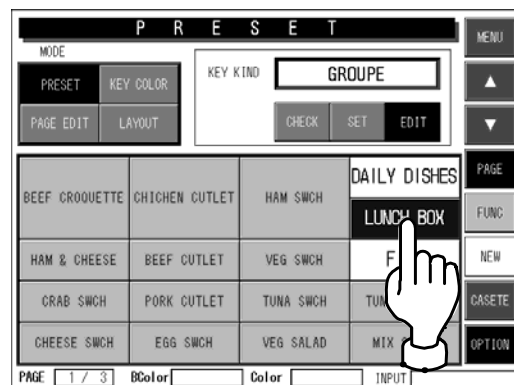 PRESET
MENU
MODE
PRESET KEY COLOR
PAGE EDIT LAYOUT
KEY KIND GROUPE
CHECK SET EDIT
BEEF CROQUETTE CHICHEN CUTLET HAM SWCH DAILY DISHES
LUNCH BOX
HAM & CHEESE BEEF CUTLET VEG SWCH F
CRAB SWCH PORK CUTLET TUNA SWCH
CHEESE SWCH EGG SWCH VEG SALAD MIX
PAGE
FUNC
NEW
CASETE
OPTION
PAGE 1 / 3 BColor Color INPUT